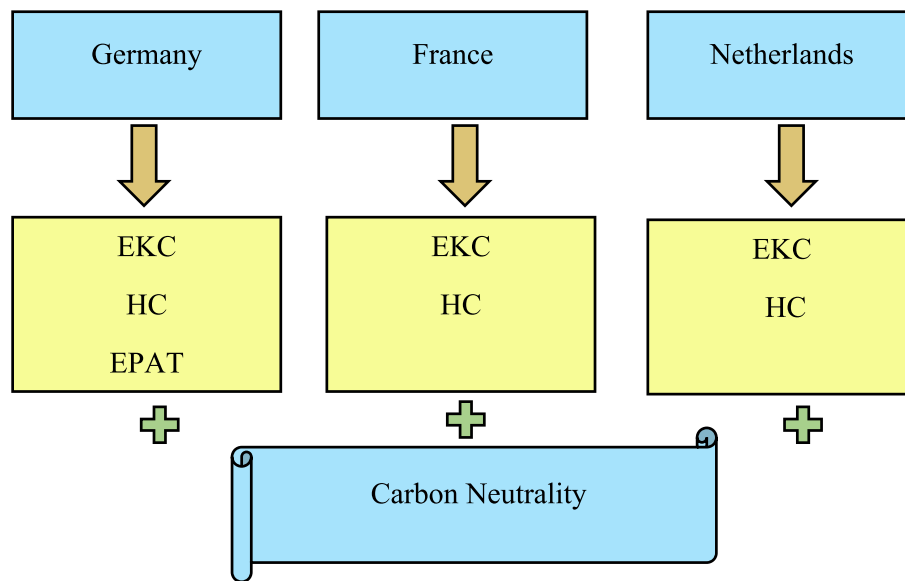 Germany
France
Netherlands
EKC
HC
EPAT
EKC
HC
EKC
HC
Carbon Neutrality